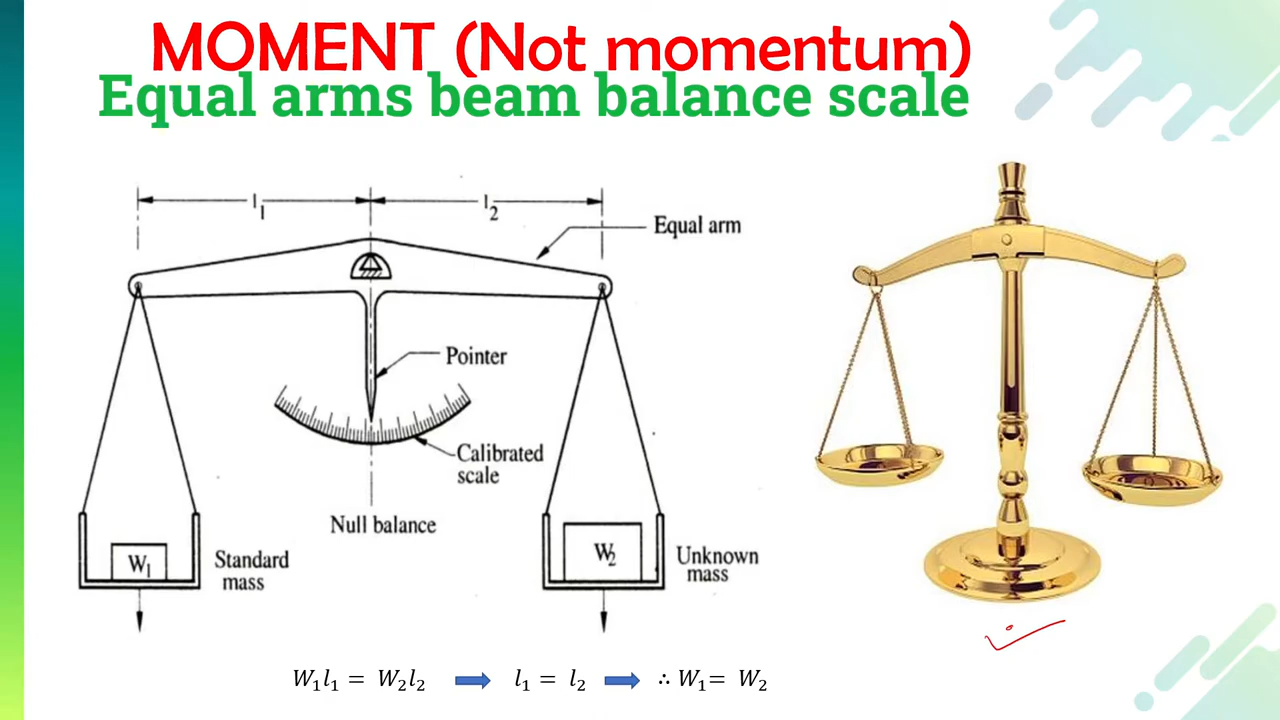 MOMENT (Not momentum)
Equal arms beam balance scale
l₁
l₂
Equal arm
Pointer
Calibrated
scale
Null balance
W₁
Standard
mass
W₂
Unknown
mass
W₁l₁ = W₂l₂
l₁ = l₂
∴ W₁= W₂